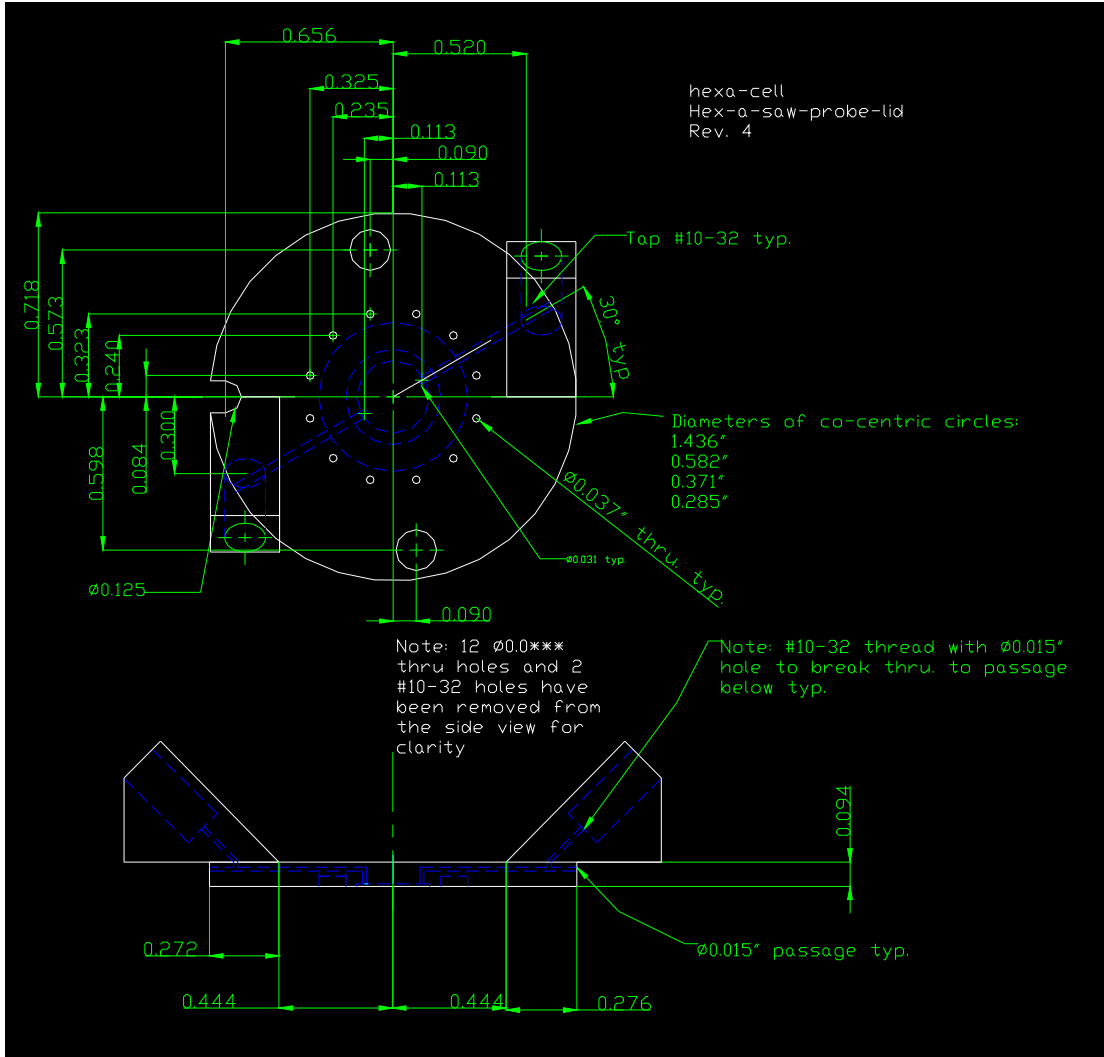 0.656
0.520
0.325
0.235
0.113
0.090
0.113
hexa-cell
Hex-a-saw-probe-lid
Rev. 4
Tap #10-32 typ.
30° typ
0.718
0.573
0.323
0.240
0.300
0.084
0.598
Diameters of co-centric circles:
1.436"
0.582"
0.371"
0.285"
Ø0.037" thru. typ.
Ø0.031 typ
Ø0.125
0.090
Note: 12 Ø0.0***
thru holes and 2
#10-32 holes have
been removed from
the side view for
clarity
Note: #10-32 thread with Ø0.015"
hole to break thru. to passage
below typ.
0.094
0.272
Ø0.015" passage typ.
0.444
0.444
0.276